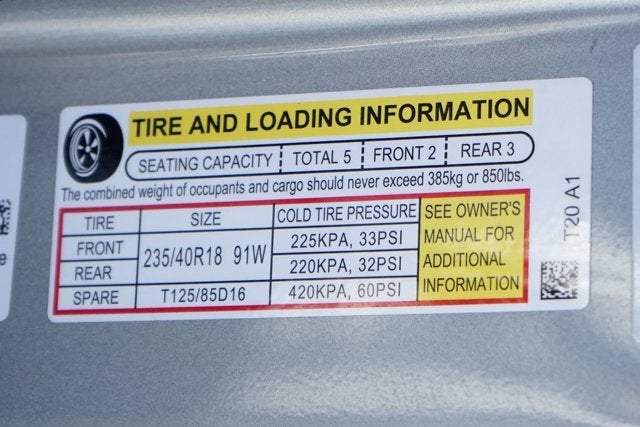 TIRE AND LOADING INFORMATION
SEATING CAPACITY TOTAL 5 FRONT 2 REAR 3
The combined weight of occupants and cargo should never exceed 385kg or 850lbs.
TIRE SIZE COLD TIRE PRESSURE
FRONT 235/40R18 91W 225KPA, 33PSI
REAR 220KPA, 32PSI
SPARE T125/85D16 420KPA, 60PSI
SEE OWNER'S
MANUAL FOR
ADDITIONAL
INFORMATION
T20 A1
e